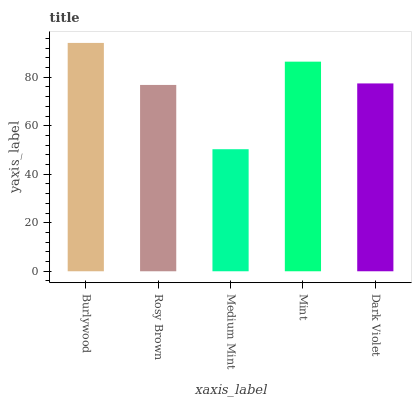 title
yaxis_label
80
60
40
20
0
Burlywood
Rosy Brown
Medium Mint
Mint
Dark Violet
xaxis_label